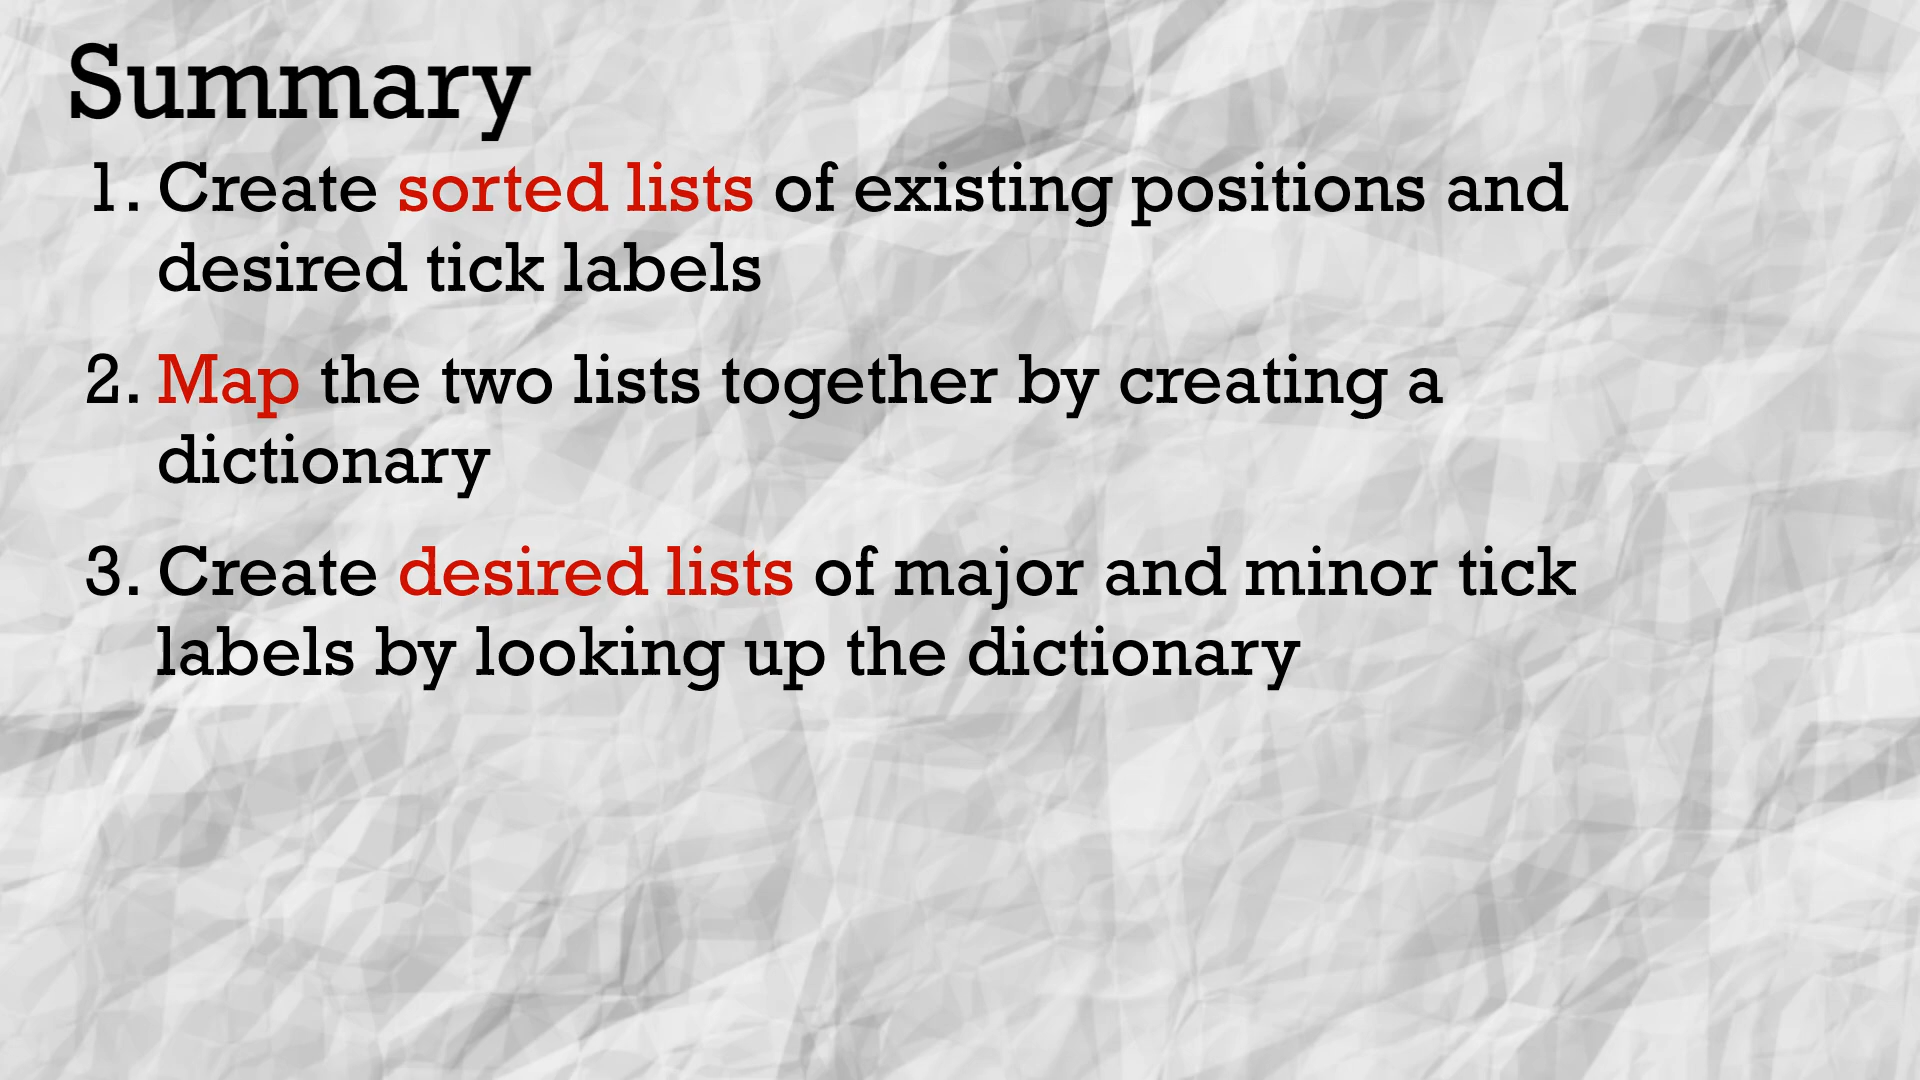 Summary
1. Create sorted lists of existing positions and
desired tick labels
2. Map the two lists together by creating a
dictionary
3. Create desired lists of major and minor tick
labels by looking up the dictionary